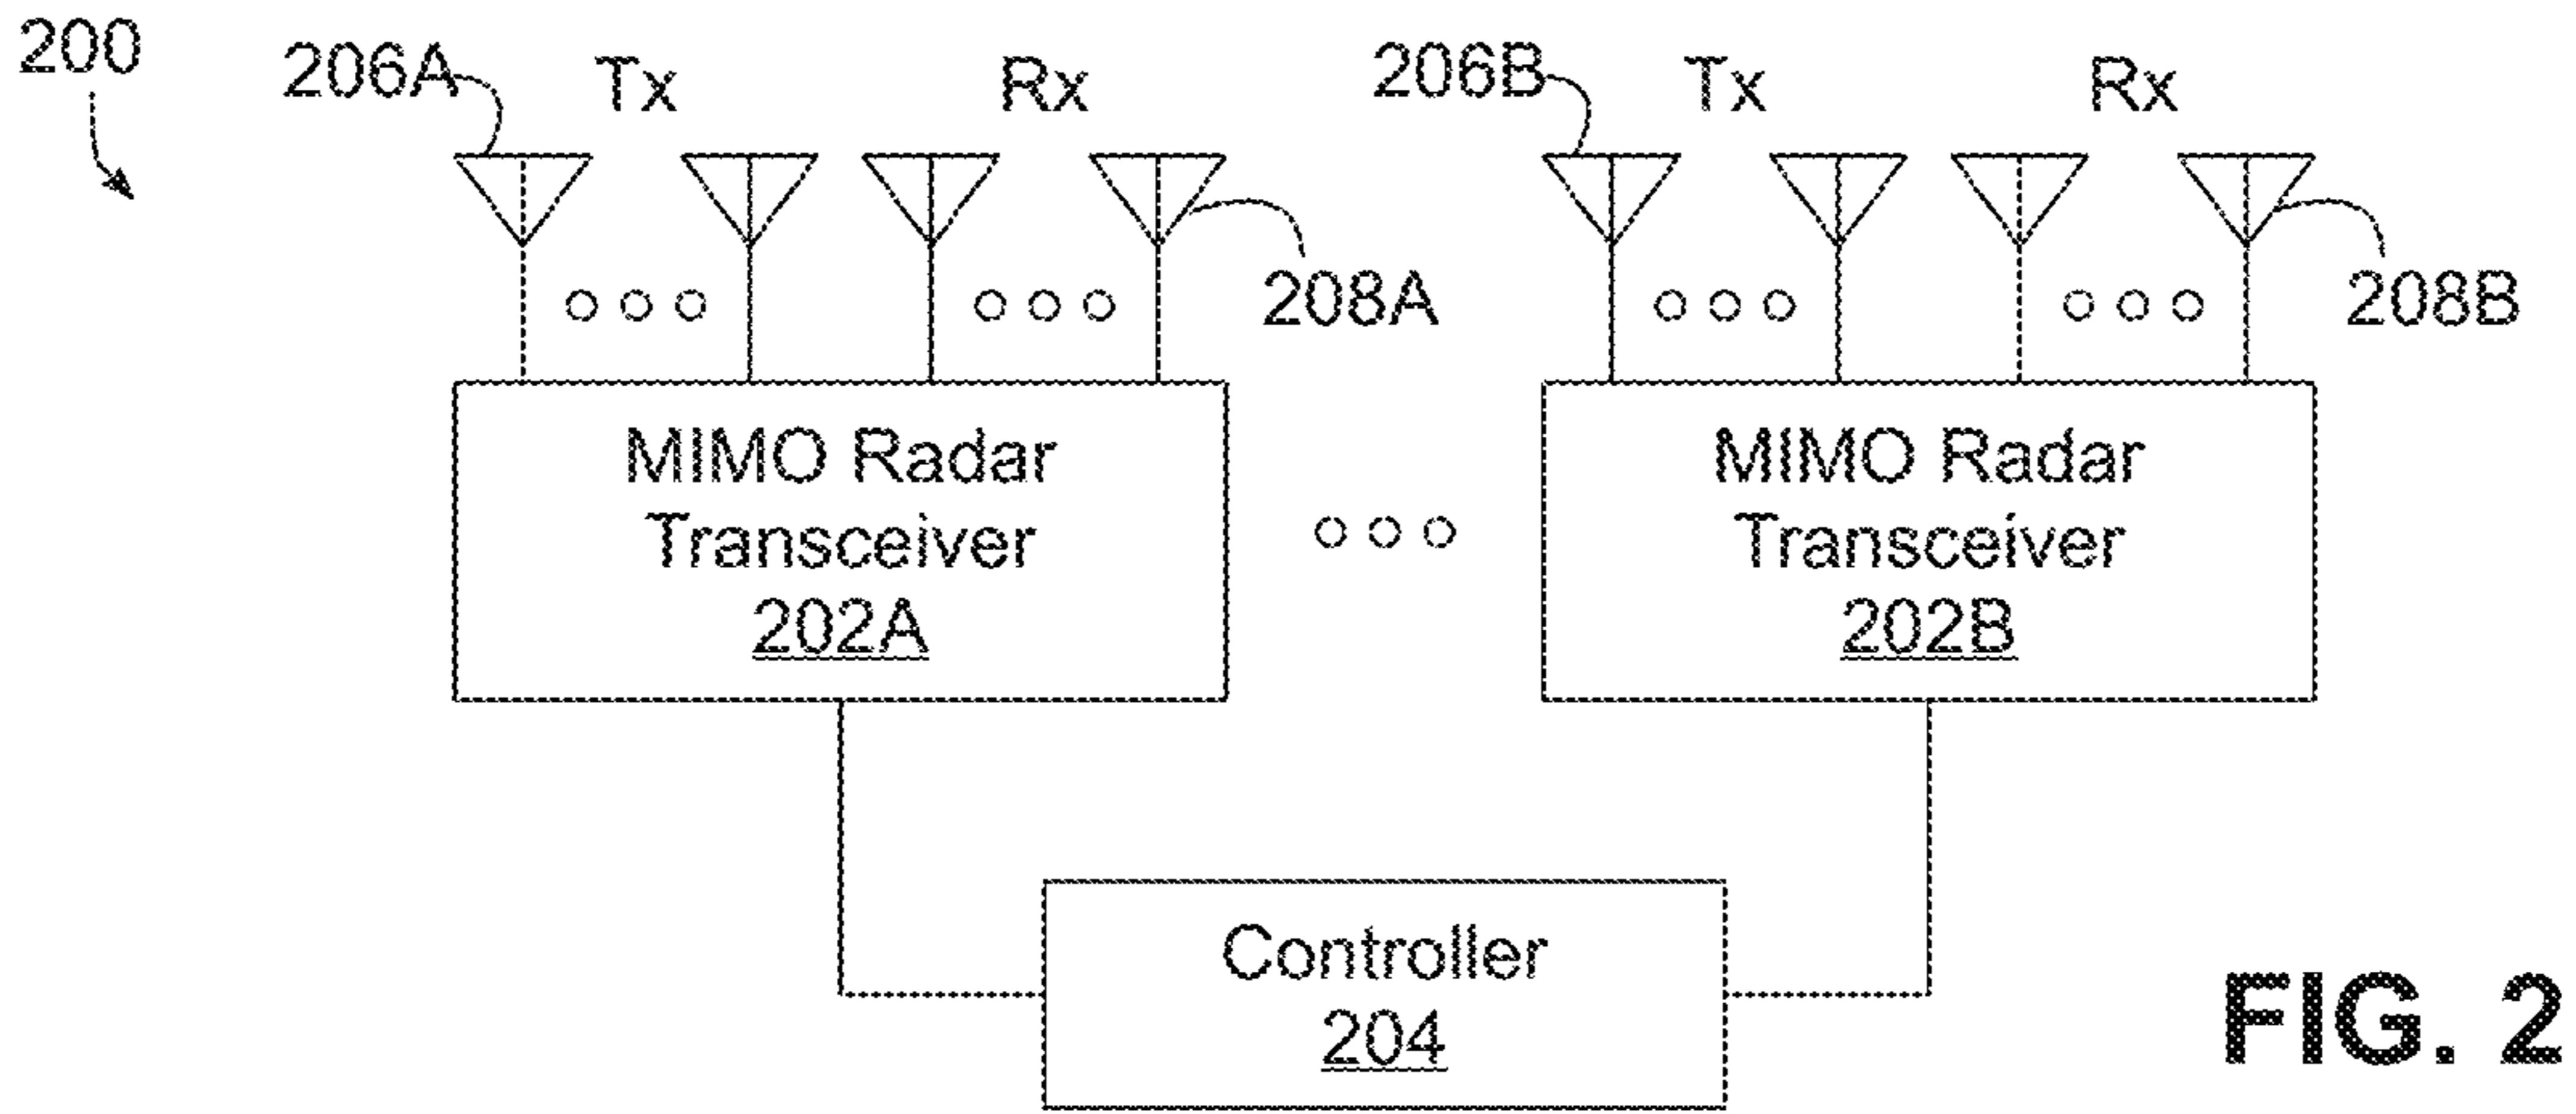 200
206A Tx Rx 206B Tx Rx
208A 208B
MIMO Radar
Transceiver
202A
MIMO Radar
Transceiver
202B
Controller
204
FIG. 2